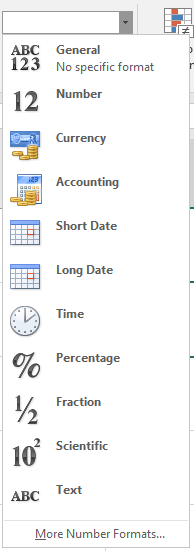 ABC
123
General
No specific format
12
Number
Currency
123
Accounting
Short Date
Long Date
Time
%
Percentage
½
Fraction
10²
Scientific
ABC
Text
More Number Formats...